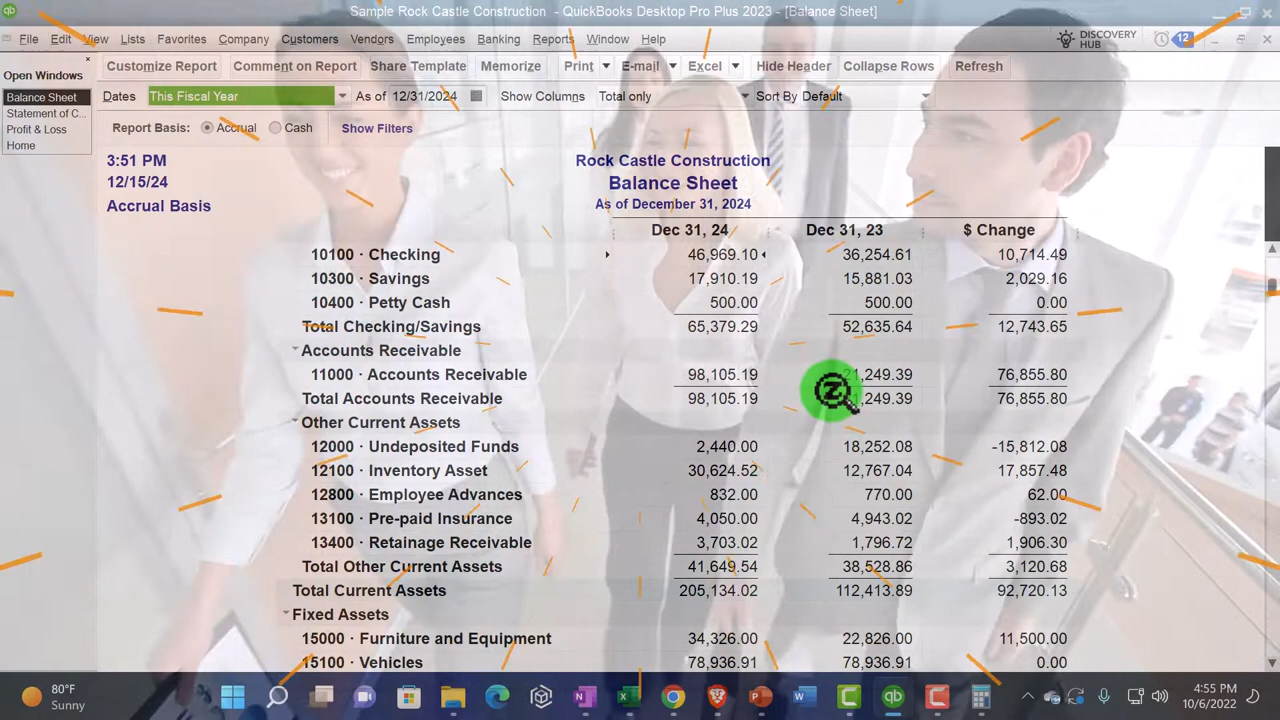 qb Sample Rock Castle Construction - QuickBooks Desktop Pro Plus 2023 - [Balance Sheet]
File Edit View Lists Favorites Company Customers Vendors Employees Banking Reports Window Help DISCOVERY HUB 12
Open Windows
Balance Sheet
Statement of C...
Profit & Loss
Home
Customize Report Comment on Report Share Template Memorize Print E-mail Excel Hide Header Collapse Rows Refresh
Dates This Fiscal Year As of 12/31/2024 Show Columns Total only Sort By Default
Report Basis: Accrual Cash Show Filters
3:51 PM
12/15/24
Accrual Basis
Rock Castle Construction
Balance Sheet
As of December 31, 2024
Dec 31, 24 Dec 31, 23 $ Change
10100 · Checking 46,969.10 36,254.61 10,714.49
10300 · Savings 17,910.19 15,881.03 2,029.16
10400 · Petty Cash 500.00 500.00 0.00
Total Checking/Savings 65,379.29 52,635.64 12,743.65
Accounts Receivable
11000 · Accounts Receivable 98,105.19 21,249.39 76,855.80
Total Accounts Receivable 98,105.19 ,249.39 76,855.80
Other Current Assets
12000 · Undeposited Funds 2,440.00 18,252.08 -15,812.08
12100 · Inventory Asset 30,624.52 12,767.04 17,857.48
12800 · Employee Advances 832.00 770.00 62.00
13100 · Pre-paid Insurance 4,050.00 4,943.02 -893.02
13400 · Retainage Receivable 3,703.02 1,796.72 1,906.30
Total Other Current Assets 41,649.54 38,528.86 3,120.68
Total Current Assets 205,134.02 112,413.89 92,720.13
Fixed Assets
15000 · Furniture and Equipment 34,326.00 22,826.00 11,500.00
15100 · Vehicles 78,936.91 78,936.91 0.00
80°F
Sunny
4:55 PM
10/6/2022